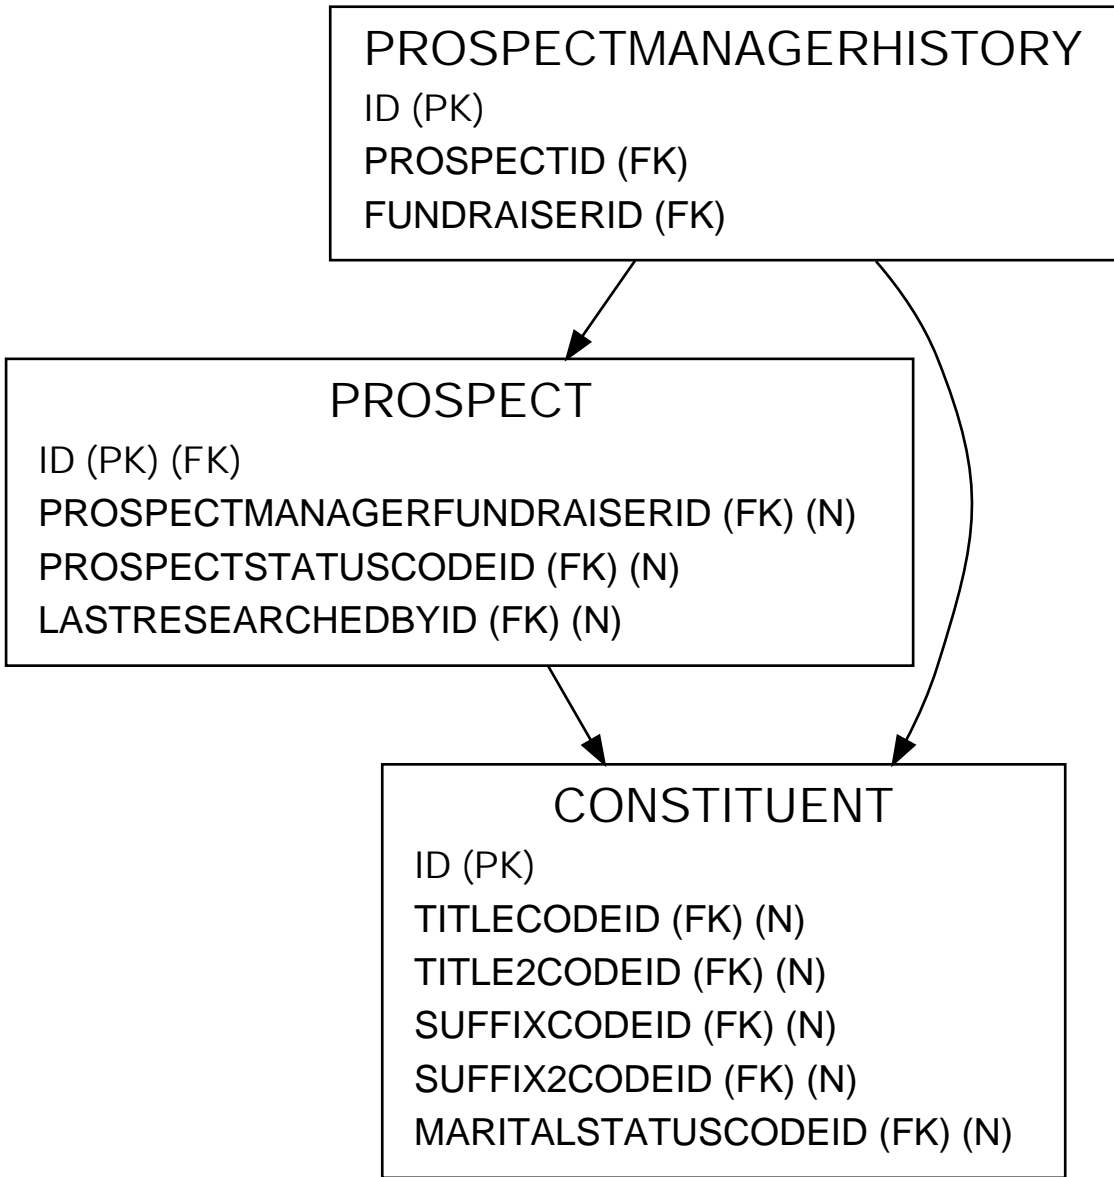 PROSPECTMANAGERHISTORY
ID (PK)
PROSPECTID (FK)
FUNDRAISERID (FK)
PROSPECT
ID (PK) (FK)
PROSPECTMANAGERFUNDRAISERID (FK) (N)
PROSPECTSTATUSCODEID (FK) (N)
LASTRESEARCHEDBYID (FK) (N)
CONSTITUENT
ID (PK)
TITLECODEID (FK) (N)
TITLE2CODEID (FK) (N)
SUFFIXCODEID (FK) (N)
SUFFIX2CODEID (FK) (N)
MARITALSTATUSCODEID (FK) (N)